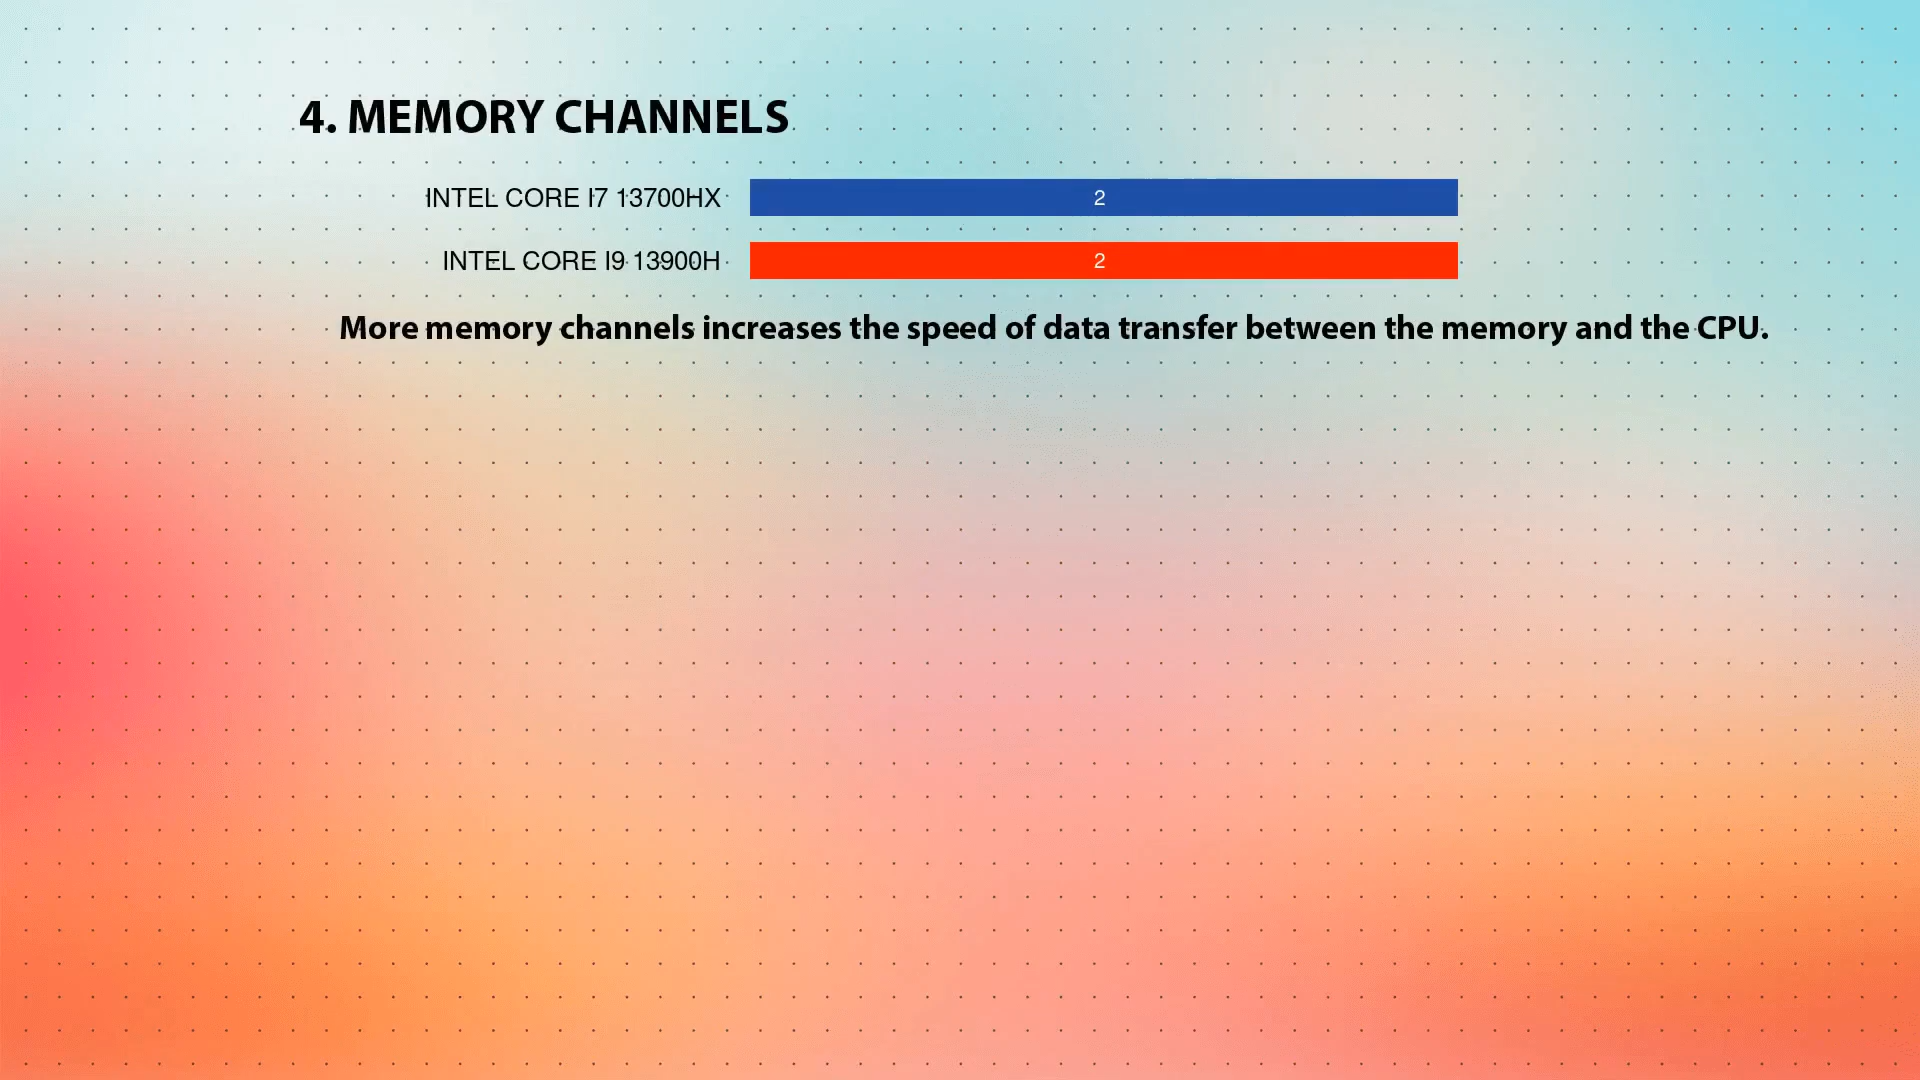 4. MEMORY CHANNELS
INTEL CORE I7 13700HX 2
INTEL CORE I9 13900H 2
More memory channels increases the speed of data transfer between the memory and the CPU.